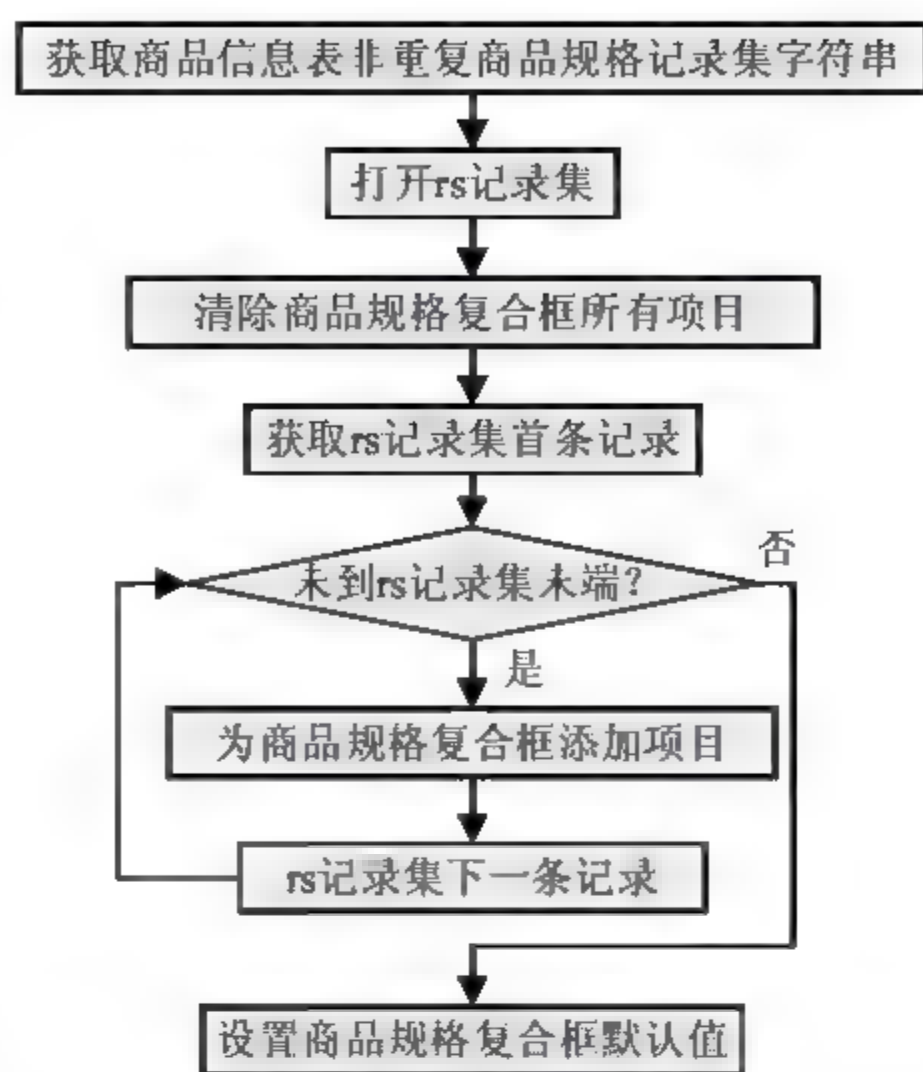 获取商品信息表非重复商品规格记录集字符串
打开rs记录集
清除商品规格复合框所有项目
获取rs记录集首条记录
未到rs记录集末端?
否
是
为商品规格复合框添加项目
rs记录集下一条记录
设置商品规格复合框默认值